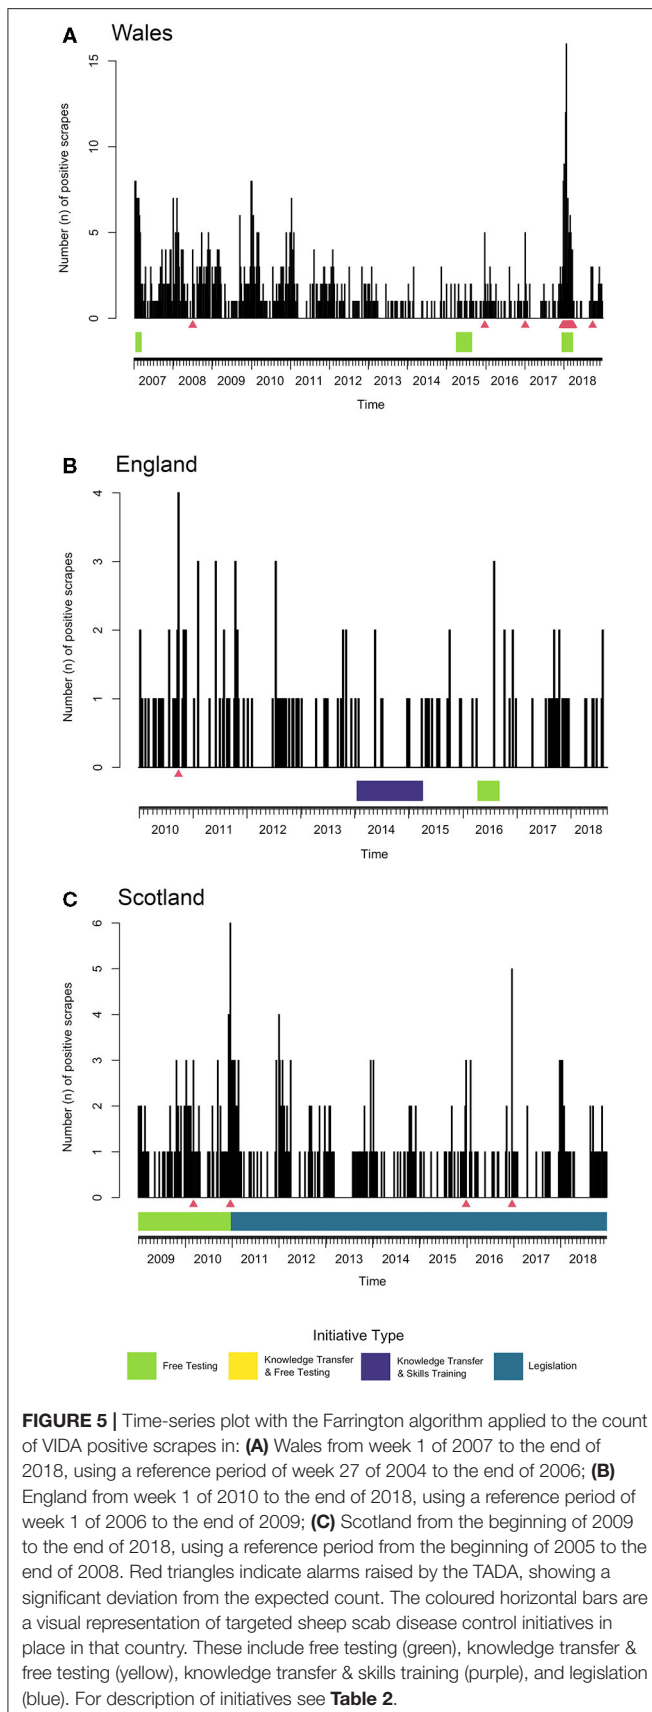 A Wales
Number (n) of positive scrapes
15
10
5
0
2007 2008 2009 2010 2011 2012 2013 2014 2015 2016 2017 2018
Time
B England
Number (n) of positive scrapes
4
3
2
1
0
2010 2011 2012 2013 2014 2015 2016 2017 2018
Time
C Scotland
Number (n) of positive scrapes
6
5
4
3
2
1
0
2009 2010 2011 2012 2013 2014 2015 2016 2017 2018
Time
Initiative Type
Free Testing
Knowledge Transfer
& Free Testing
Knowledge Transfer
& Skills Training
Legislation
FIGURE 5 | Time-series plot with the Farrington algorithm applied to the count
of VIDA positive scrapes in: (A) Wales from week 1 of 2007 to the end of
2018, using a reference period of week 27 of 2004 to the end of 2006; (B)
England from week 1 of 2010 to the end of 2018, using a reference period of
week 1 of 2006 to the end of 2009; (C) Scotland from the beginning of 2009
to the end of 2018, using a reference period from the beginning of 2005 to the
end of 2008. Red triangles indicate alarms raised by the TADA, showing a
significant deviation from the expected count. The coloured horizontal bars are
a visual representation of targeted sheep scab disease control initiatives in
place in that country. These include free testing (green), knowledge transfer &
free testing (yellow), knowledge transfer & skills training (purple), and legislation
(blue). For description of initiatives see Table 2.